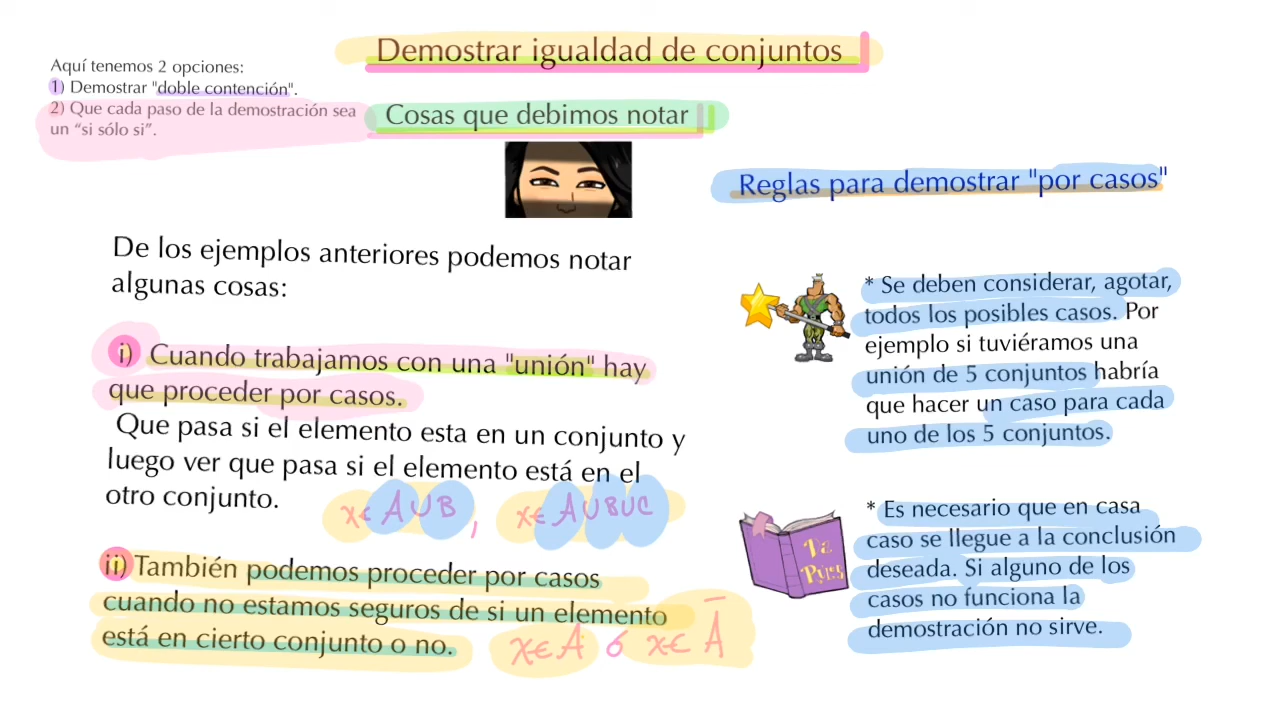 Demostrar igualdad de conjuntos
Aquí tenemos 2 opciones:
1) Demostrar "doble contención".
2) Que cada paso de la demostración sea
un “si sólo si”.
Cosas que debimos notar
De los ejemplos anteriores podemos notar
algunas cosas:
i) Cuando trabajamos con una "unión" hay
que proceder por casos.
Que pasa si el elemento esta en un conjunto y
luego ver que pasa si el elemento está en el
otro conjunto.
x∈ A∪B, x∈ A∪B∪C
ii) También podemos proceder por casos
cuando no estamos seguros de si un elemento
está en cierto conjunto o no.
x∈A ó x∈ Ā
Reglas para demostrar "por casos"
* Se deben considerar, agotar,
todos los posibles casos. Por
ejemplo si tuviéramos una
unión de 5 conjuntos habría
que hacer un caso para cada
uno de los 5 conjuntos.
* Es necesario que en casa
caso se llegue a la conclusión
deseada. Si alguno de los
casos no funciona la
demostración no sirve.
Da
Rules